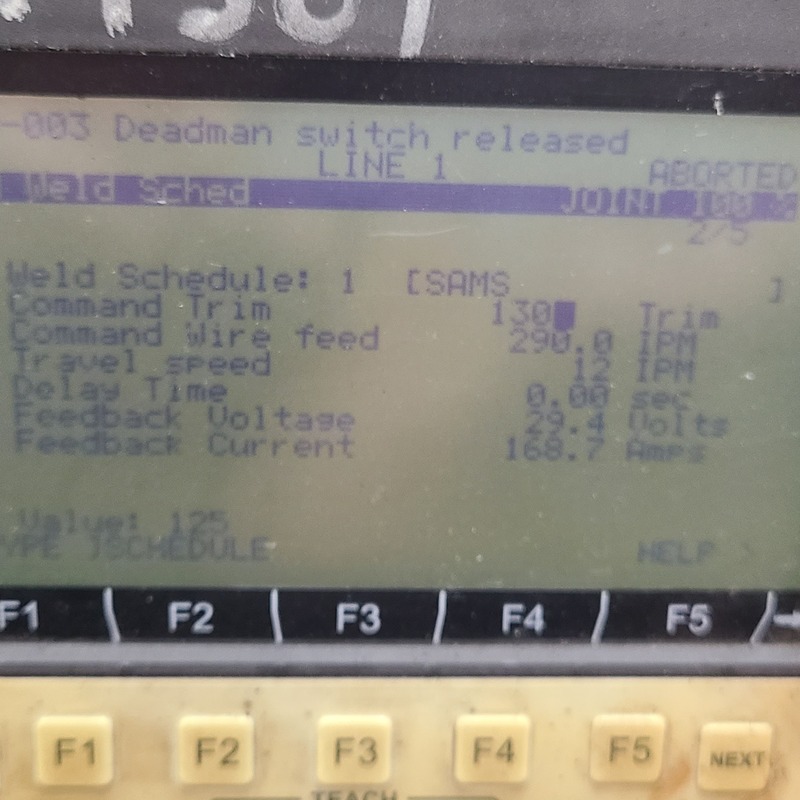 -003 Deadman switch released
LINE 1 ABORTED
Weld Sched JOINT 100 %
2/5
Weld Schedule: 1 [SAMS ]
Command Trim 130 Trim
Command Wire feed 290.0 IPM
Travel speed 12 IPM
Delay Time 0.00 sec
Feedback Voltage 29.4 Volts
Feedback Current 168.7 Amps
Value: 125
YPE ]SCHEDULE HELP >
F1 F2 F3 F4 F5
F1 F2 F3 F4 F5 NEXT
TEACH